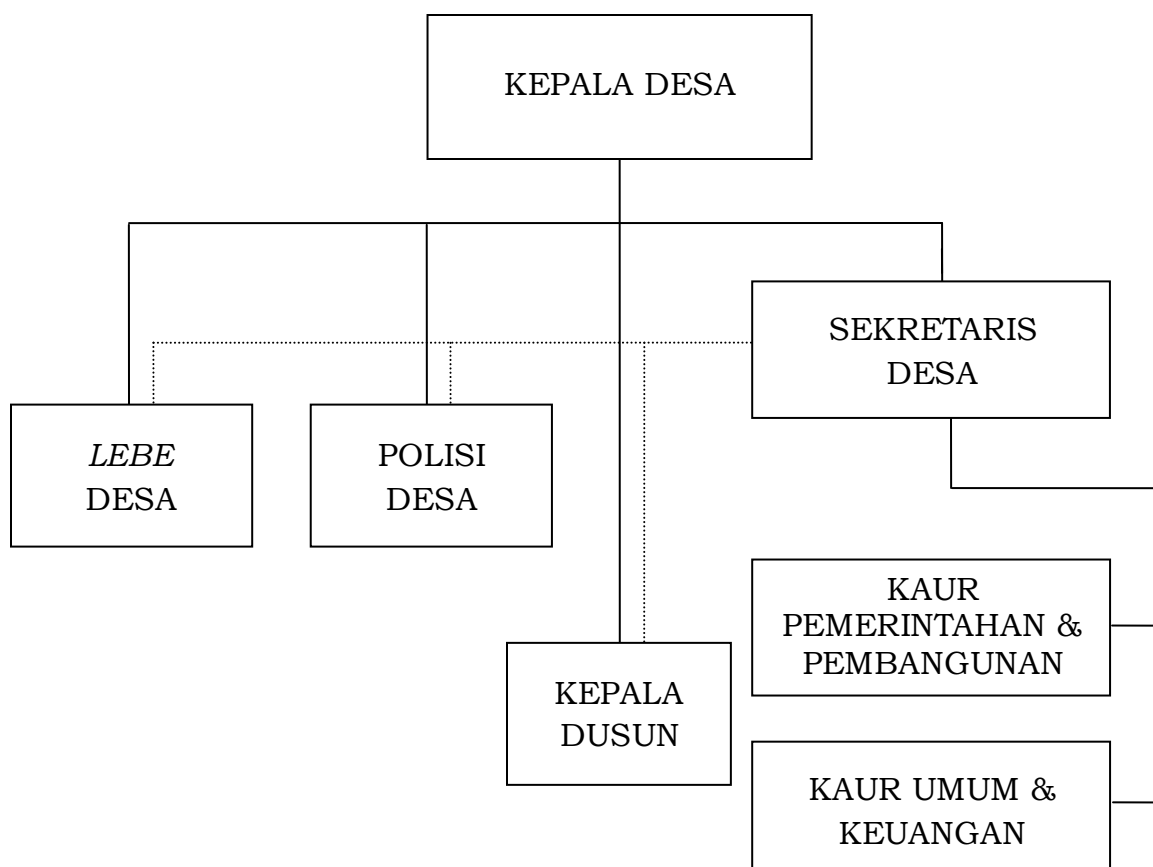 KEPALA DESA
SEKRETARIS
DESA
LEBE
DESA
POLISI
DESA
KAUR
PEMERINTAHAN &
PEMBANGUNAN
KEPALA
DUSUN
KAUR UMUM &
KEUANGAN